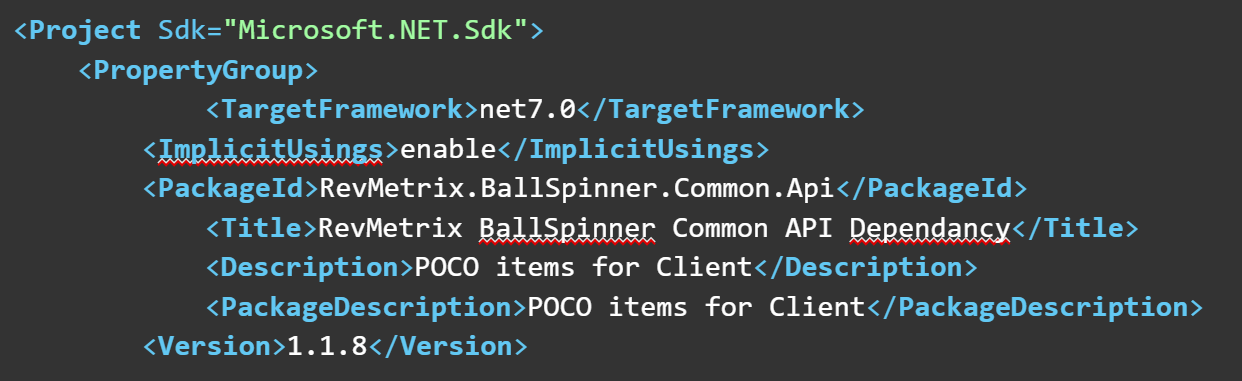 <Project Sdk="Microsoft.NET.Sdk">
<PropertyGroup>
<TargetFramework>net7.0</TargetFramework>
<ImplicitUsings>enable</ImplicitUsings>
<PackageId>RevMetrix.BallSpinner.Common.Api</PackageId>
<Title>RevMetrix BallSpinner Common API Dependancy</Title>
<Description>POCO items for Client</Description>
<PackageDescription>POCO items for Client</PackageDescription>
<Version>1.1.8</Version>